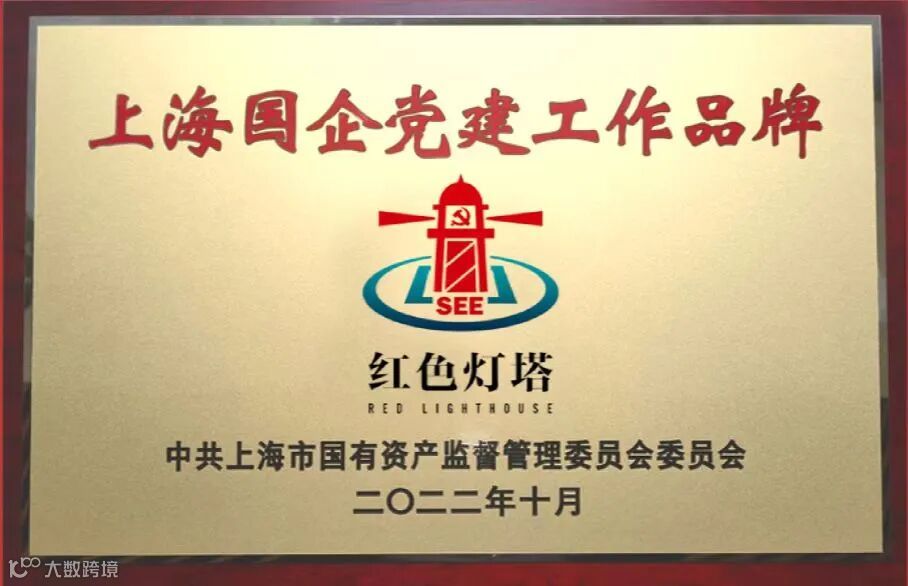 上海国企党建工作品牌
SEE
红色灯塔
RED LIGHTHOUSE
中共上海市国有资产监督管理委员会委员会
二〇二二年十月
大数跨境